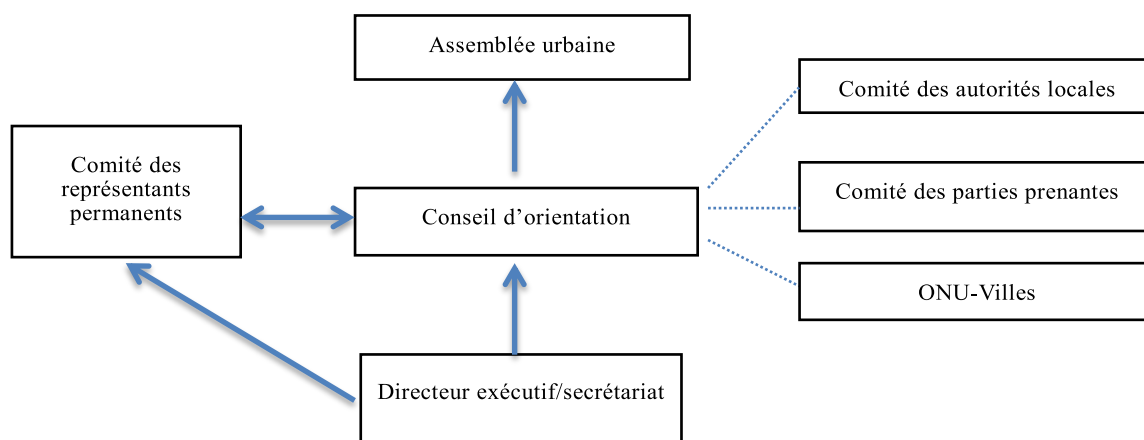 Assemblée urbaine
Comité des autorités locales
Comité des
représentants
permanents
Comité des parties prenantes
Conseil d’orientation
ONU-Villes
Directeur exécutif/secrétariat